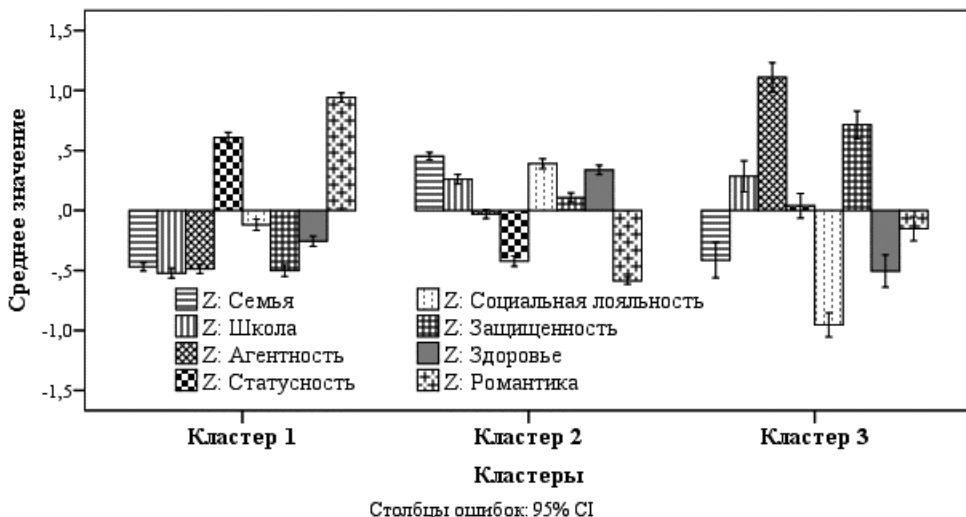 Среднее значение
1,5
1,0
,5
,0
-,5
-1,0
-1,5
Z: Семья
Z: Школа
Z: Агентность
Z: Статусность
Z: Социальная лояльность
Z: Защищенность
Z: Здоровье
Z: Романтика
Кластер 1
Кластер 2
Кластер 3
Кластеры
Столбцы ошибок: 95% CI